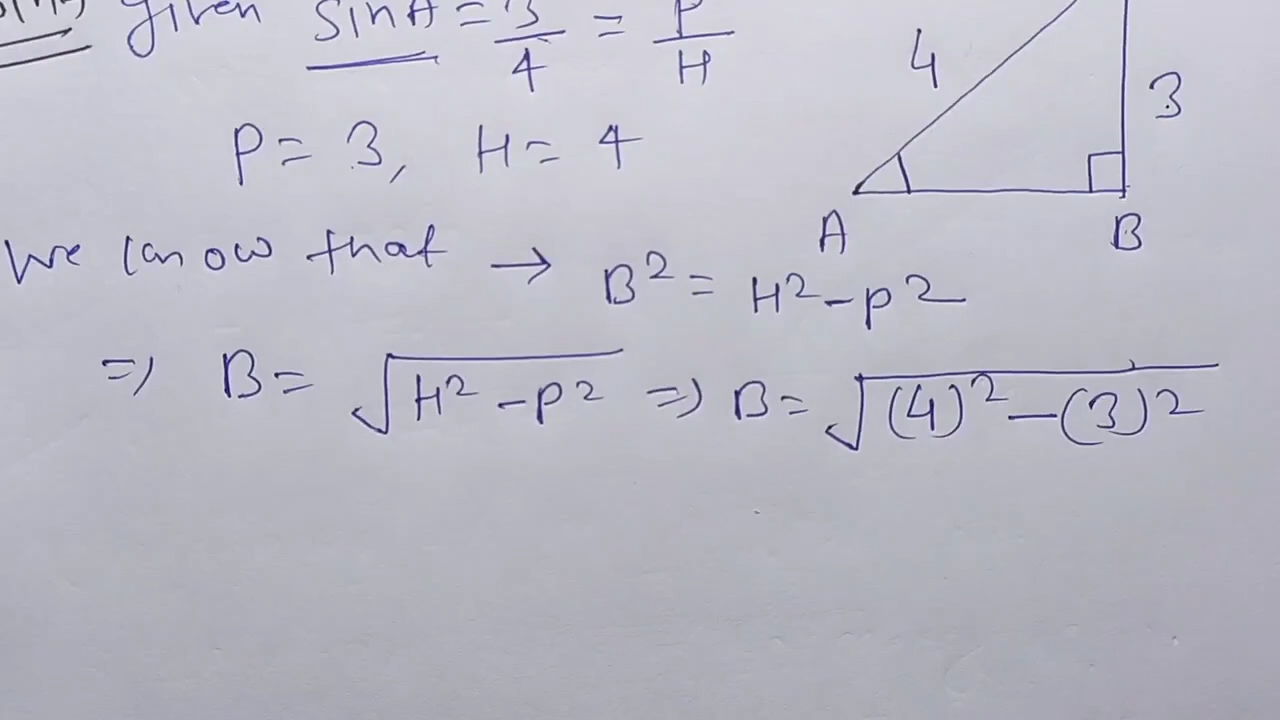 Given SinA = 3/4 = P/H
4
3
P = 3, H = 4
A
B
We know that → B² = H² - P²
⇒ B = √(H² - P²) ⇒ B = √((4)² - (3)²)